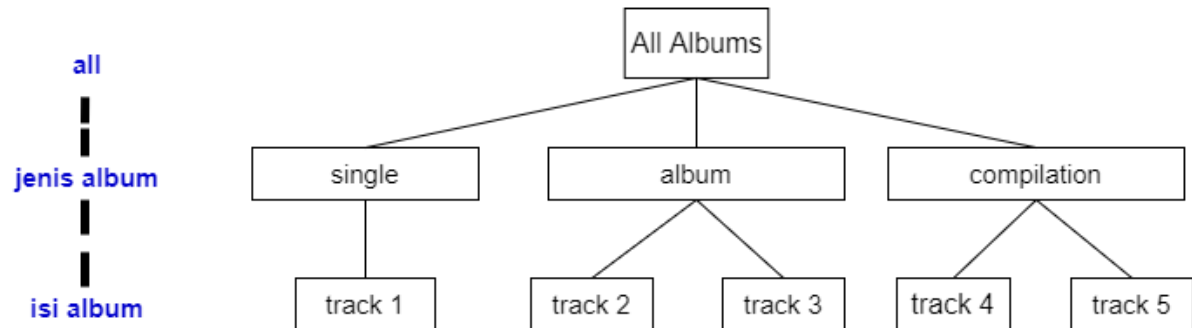 All Albums
all
jenis album
single
album
compilation
isi album
track 1
track 2
track 3
track 4
track 5